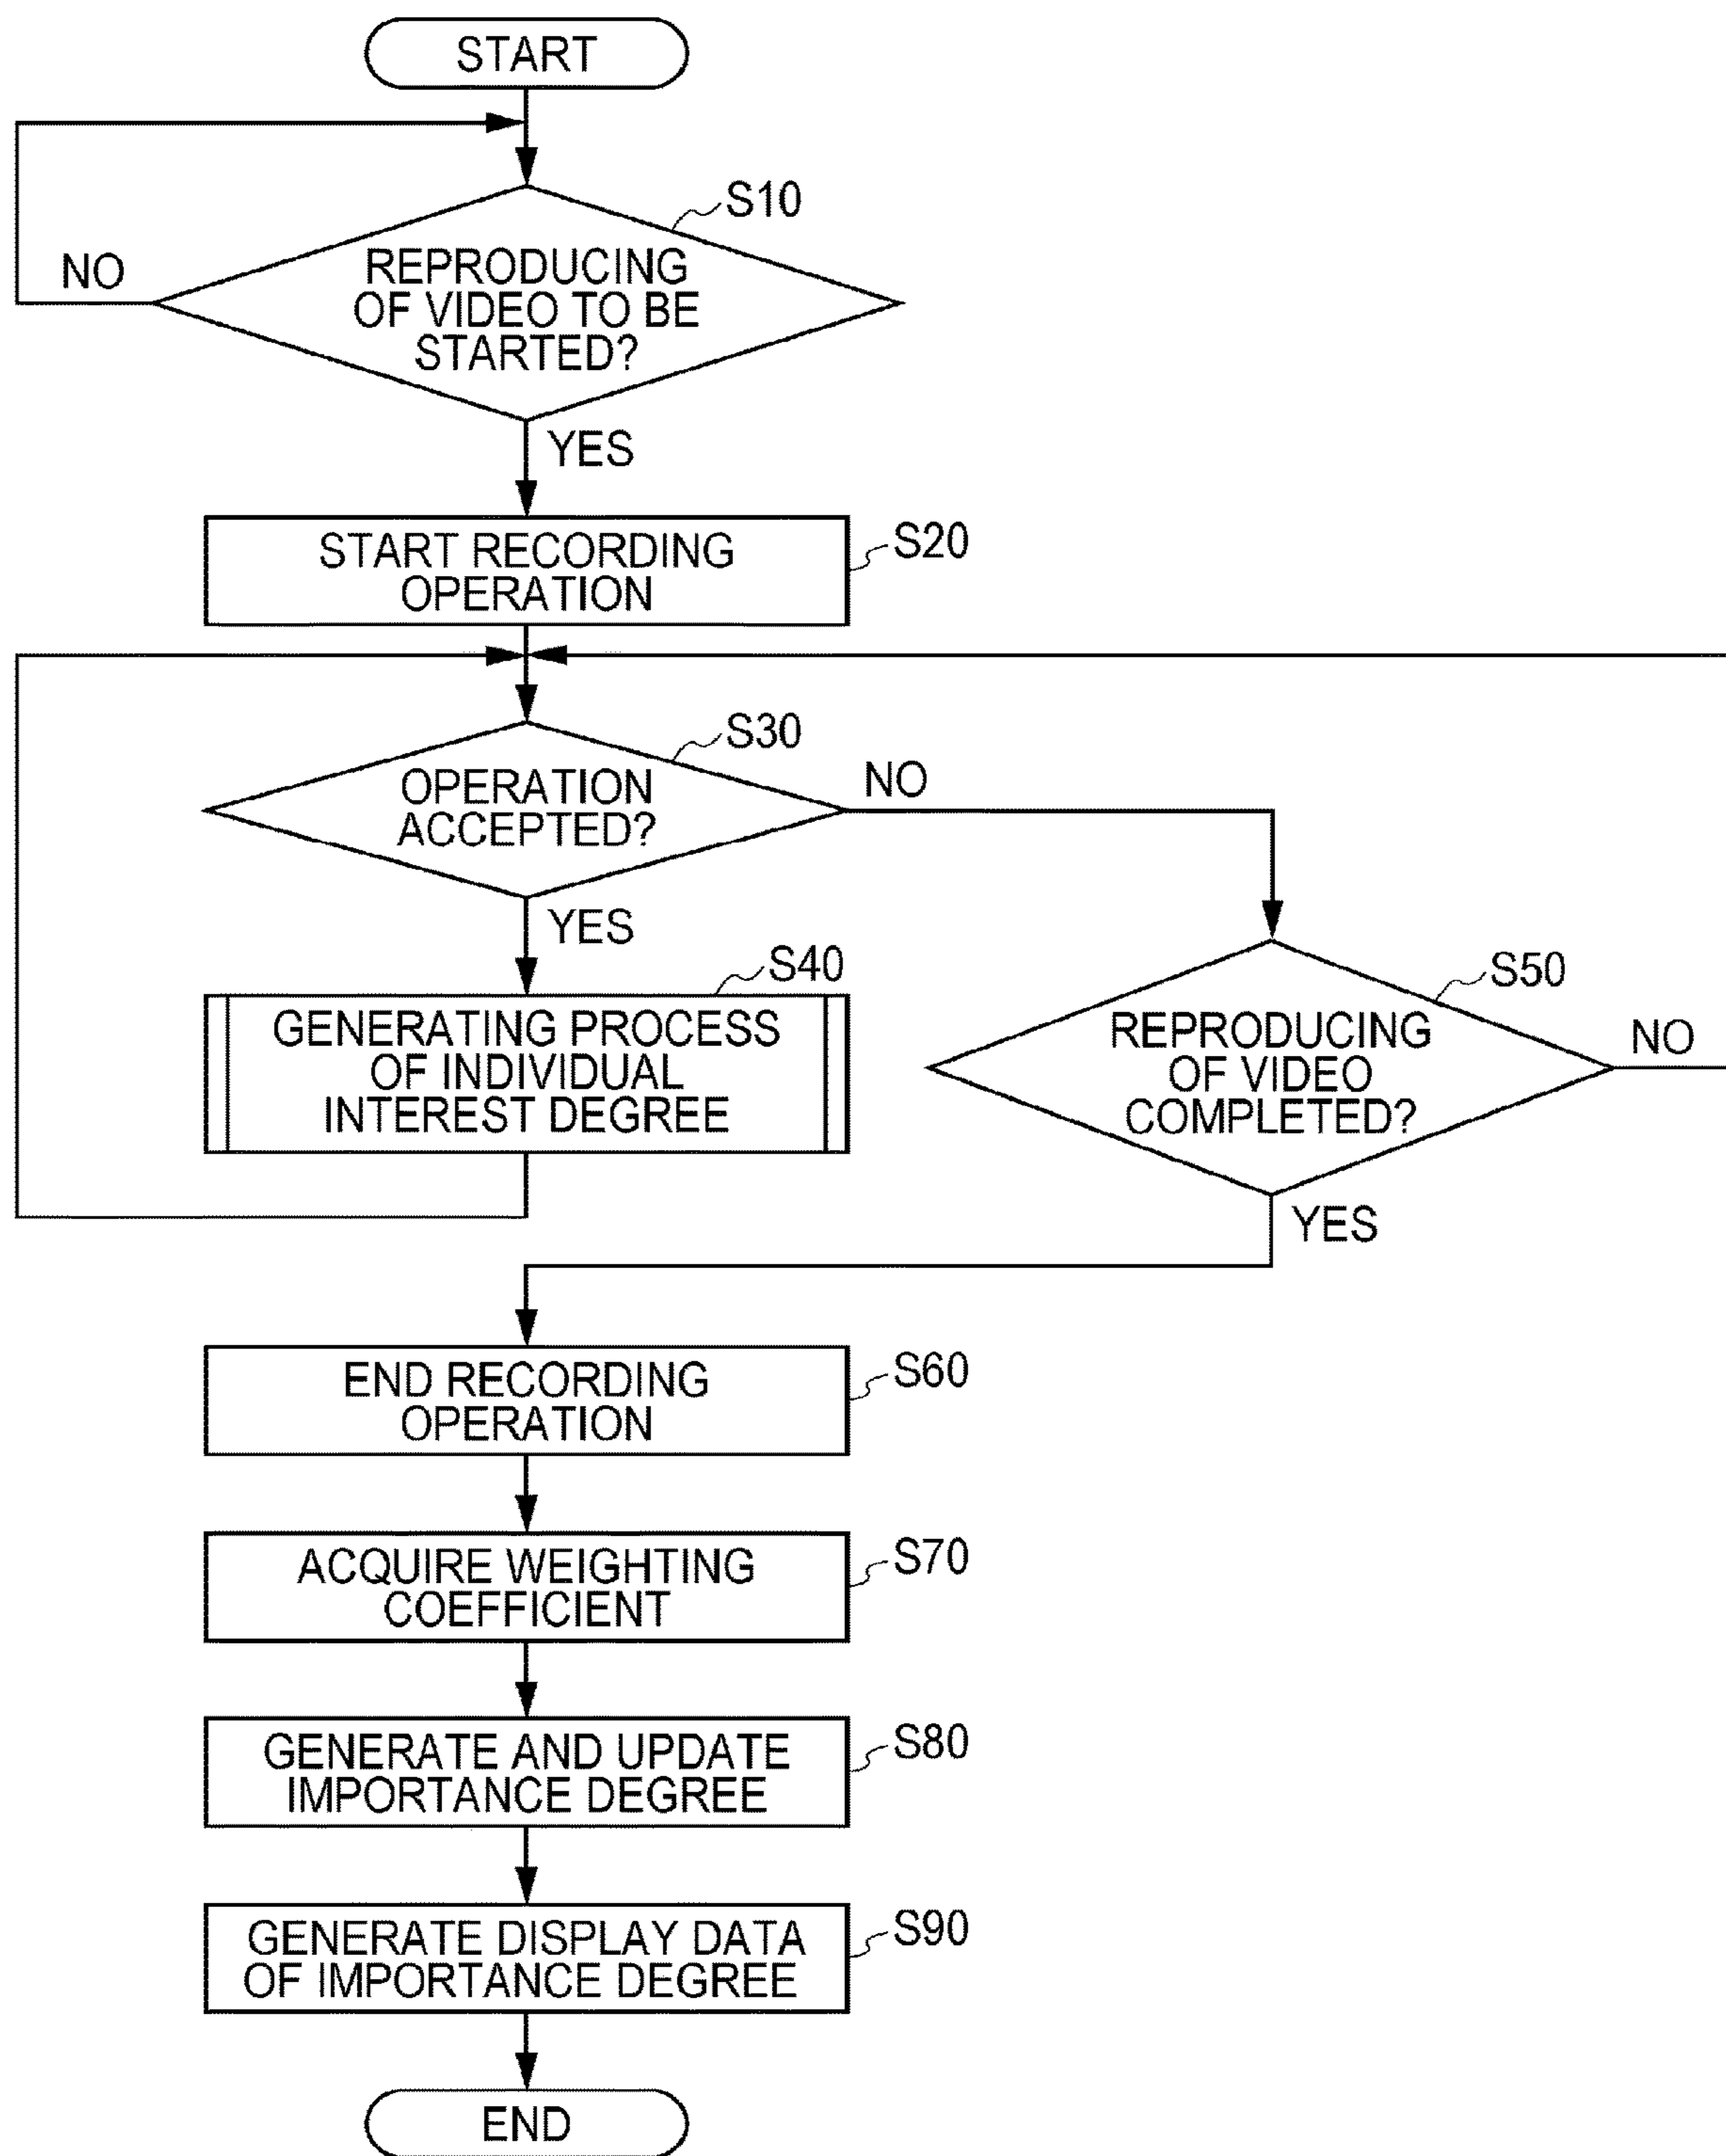 START
S10
REPRODUCING
OF VIDEO TO BE
STARTED?
NO
YES
START RECORDING
OPERATION
S20
S30
OPERATION
ACCEPTED?
NO
YES
S40
GENERATING PROCESS
OF INDIVIDUAL
INTEREST DEGREE
S50
REPRODUCING
OF VIDEO
COMPLETED?
NO
YES
END RECORDING
OPERATION
S60
ACQUIRE WEIGHTING
COEFFICIENT
S70
GENERATE AND UPDATE
IMPORTANCE DEGREE
S80
GENERATE DISPLAY DATA
OF IMPORTANCE DEGREE
S90
END